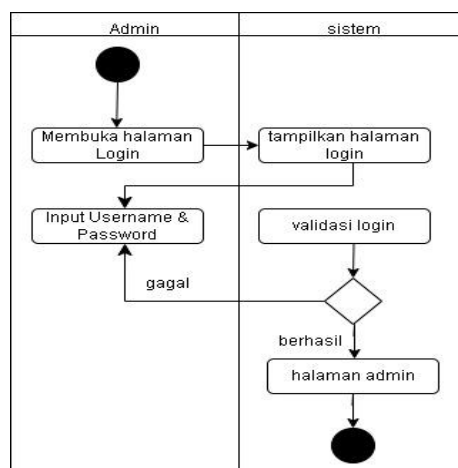 Admin
sistem
Membuka halaman
Login
tampilkan halaman
login
Input Username &
Password
validasi login
gagal
berhasil
halaman admin